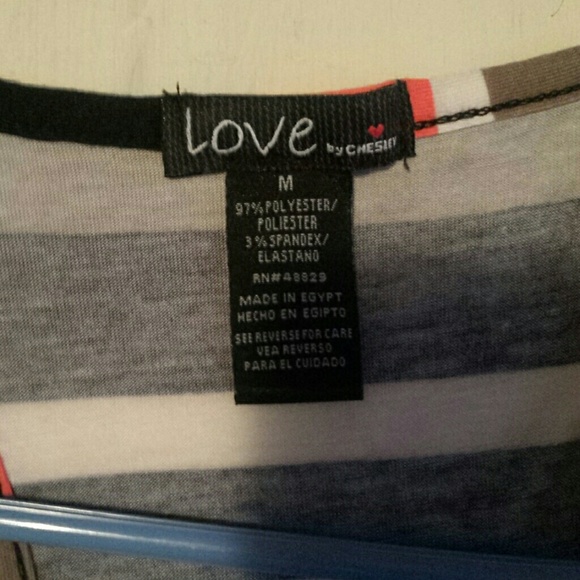 Love by CHESLEY
M
97% POLYESTER/
POLIESTER
3% SPANDEX/
ELASTANO
RN#48829
MADE IN EGYPT
HECHO EN EGIPTO
SEE REVERSE FOR CARE
VEA REVERSO
PARA EL CUIDADO